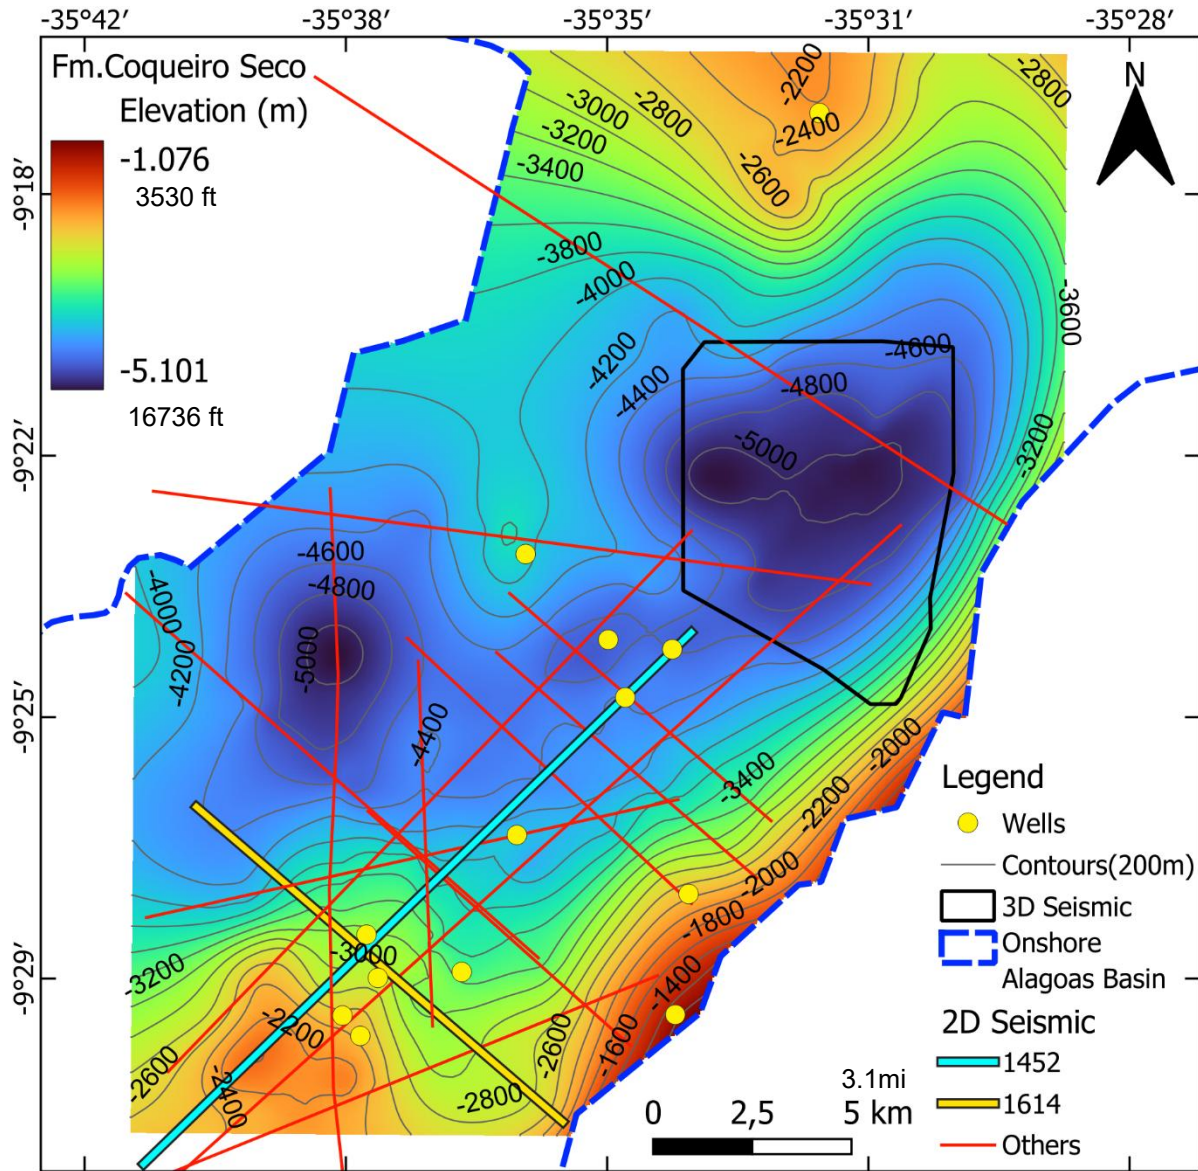 -35°42′ -35°38′ -35°35′ -35°31′ -35°28′
Fm.Coqueiro Seco
Elevation (m)
-1.076
3530 ft
-5.101
16736 ft
N
-9°18′
-9°22′
-9°25′
-9°29′
-2200
-2800
-3000
-2800
-2400
-3200
-3400
-2600
-3800
-4000
-3600
-4200
-4800
-4400
-4800
-5000
-3200
-4600
-4800
-4000
-4200
-5000
-4400
-3400
-2000
-2200
-2000
-1800
-3000
-3200
-1400
-2200
-2600
-2600
-1600
-2400
-2800
Legend
Wells
Contours(200m)
3D Seismic
Onshore
Alagoas Basin
2D Seismic
1452
1614
Others
3.1mi
0 2,5 5 km